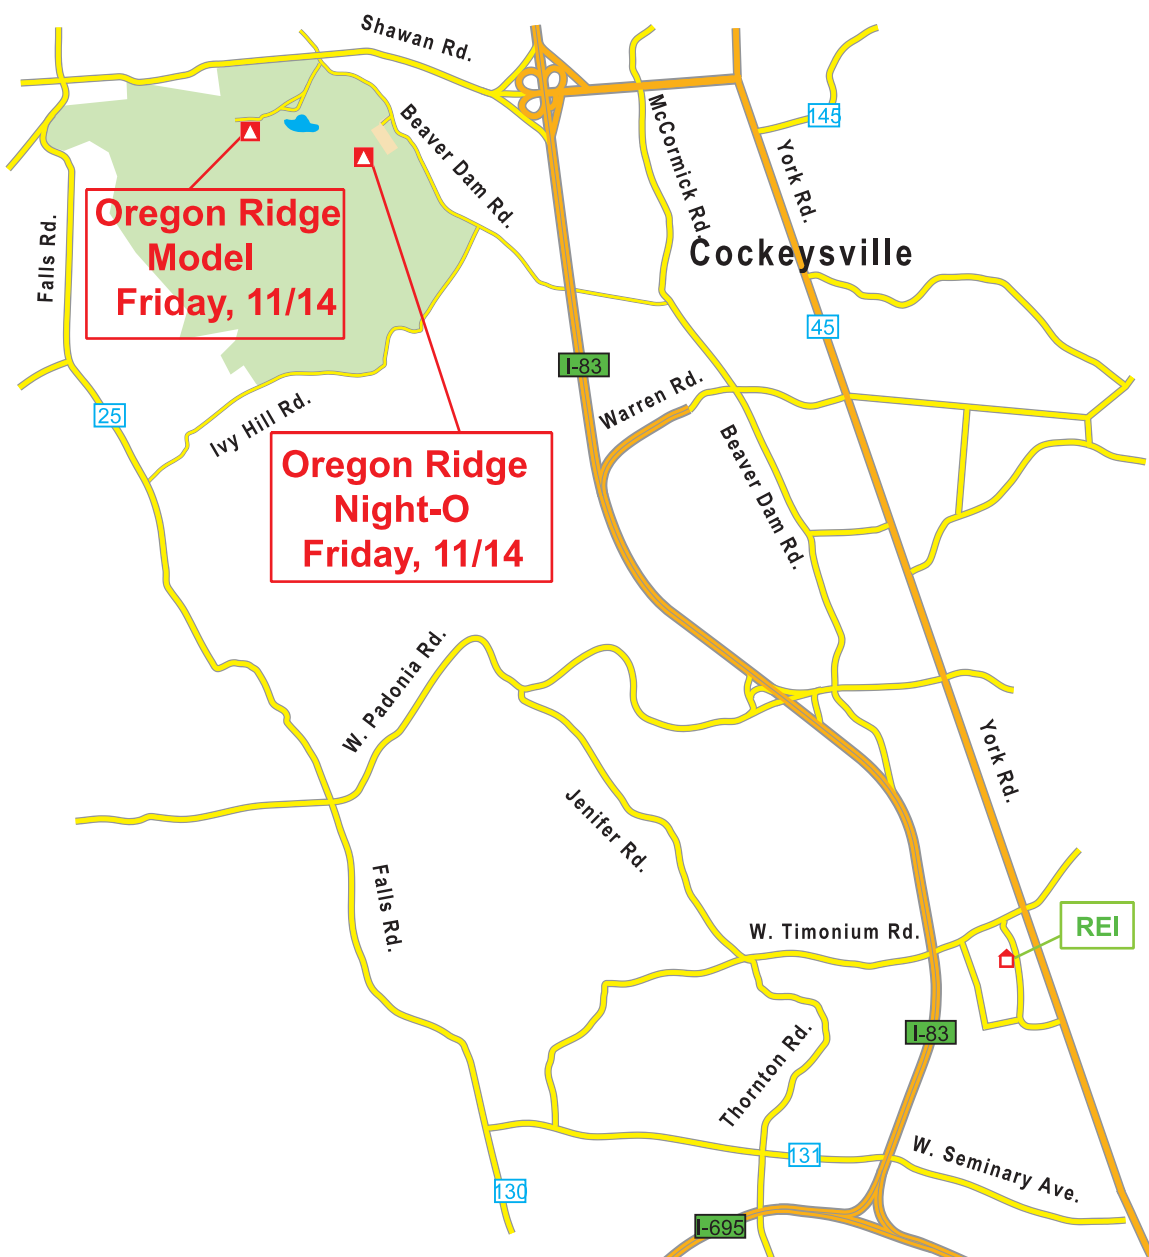 Shawan Rd.
McCormick Rd.
145
Beaver Dam Rd.
York Rd.
Oregon Ridge
Model
Friday, 11/14
Falls Rd.
Cockeysville
45
I-83
Warren Rd.
25
Ivy Hill Rd.
Beaver Dam Rd.
Oregon Ridge
Night-O
Friday, 11/14
W. Padonia Rd.
York Rd.
Jenifer Rd.
Falls Rd.
W. Timonium Rd.
REI
I-83
Thornton Rd.
131
W. Seminary Ave.
130
I-695